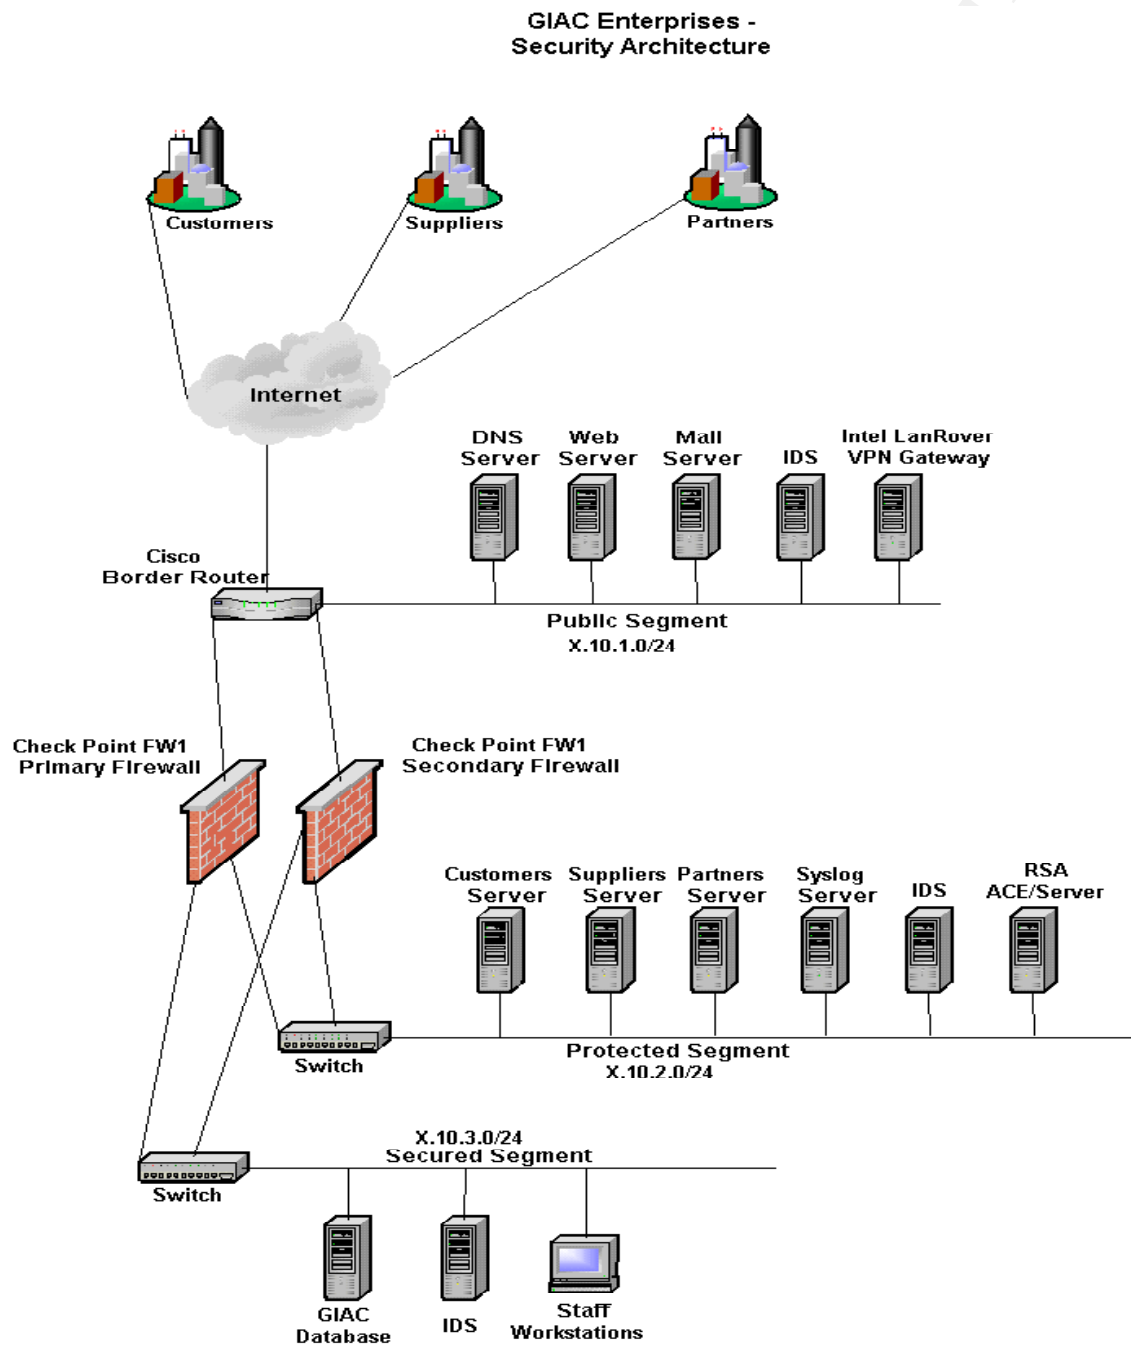 GIAC Enterprises -
Security Architecture
Customers
Suppliers
Partners
Internet
DNS
Server
Web
Server
Mail
Server
IDS
Intel LanRover
VPN Gateway
Cisco
Border Router
Public Segment
X.10.1.0/24
Check Point FW1
Primary Firewall
Check Point FW1
Secondary Firewall
Customers
Server
Suppliers
Server
Partners
Server
Syslog
Server
IDS
RSA
ACE/Server
Switch
Protected Segment
X.10.2.0/24
X.10.3.0/24
Secured Segment
Switch
GIAC
Database
IDS
Staff
Workstations